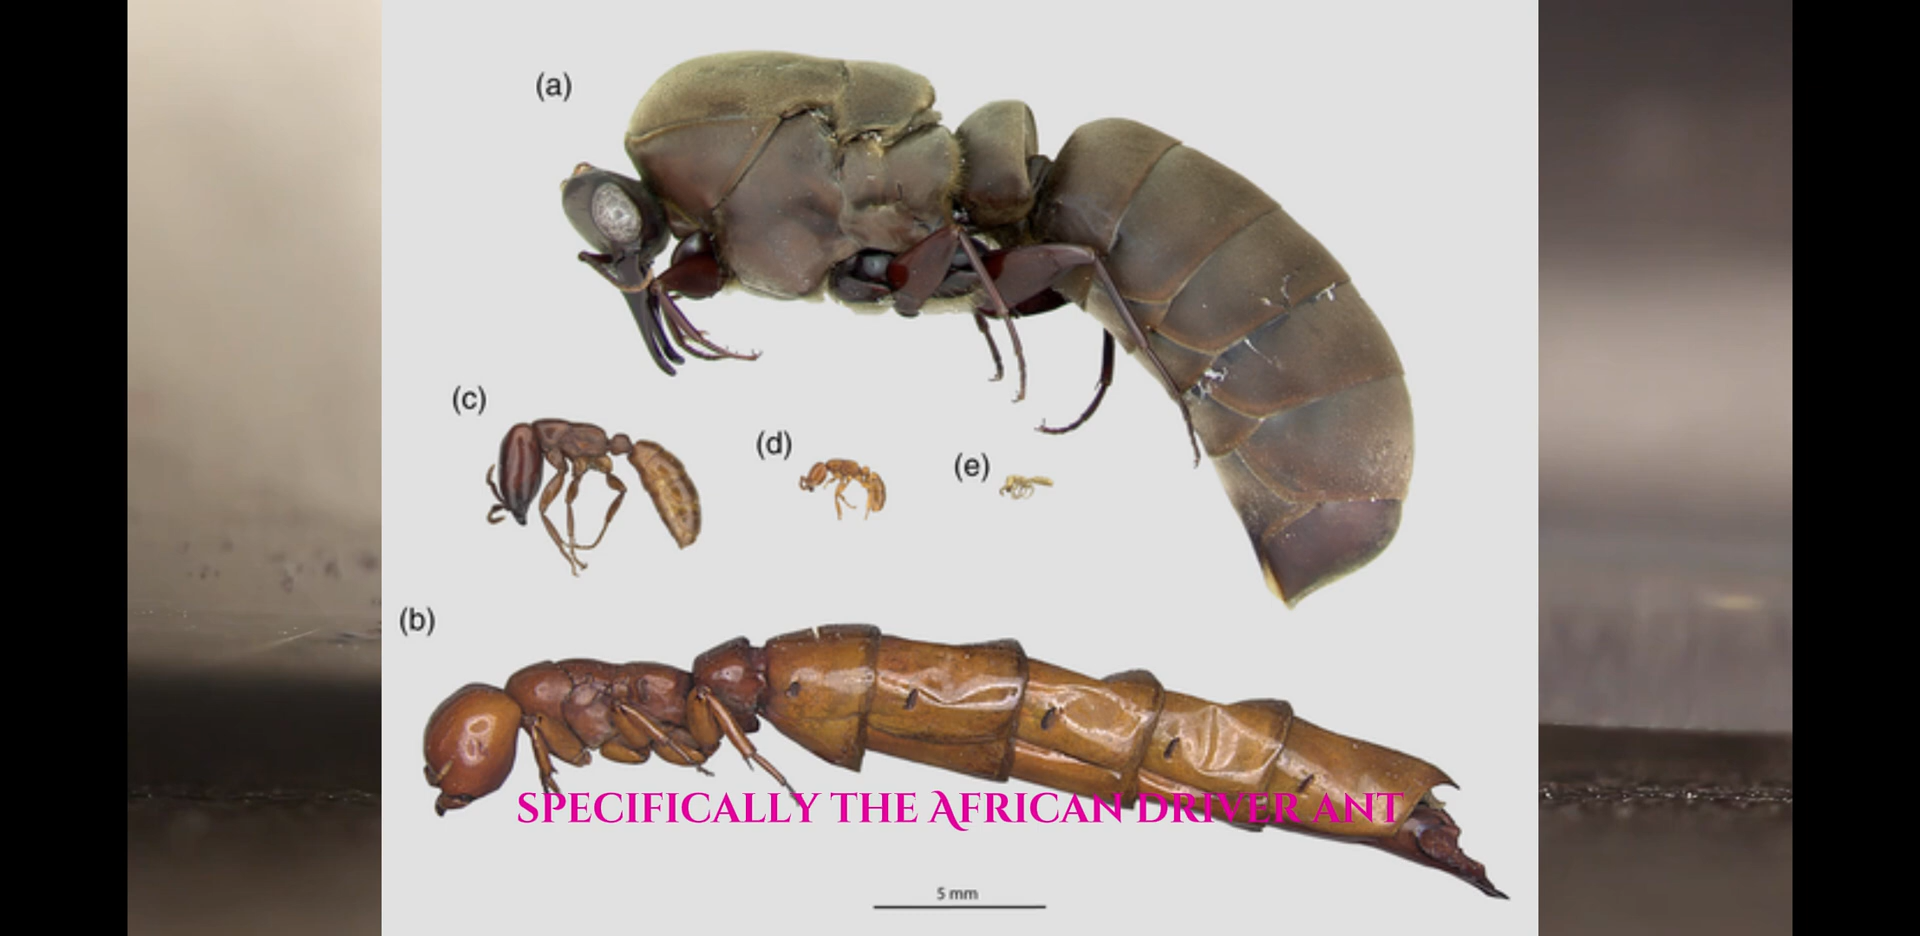 (a)
(c)
(d)
(e)
(b)
SPECIFICALLY THE AFRICAN DRIVER ANT
5 mm